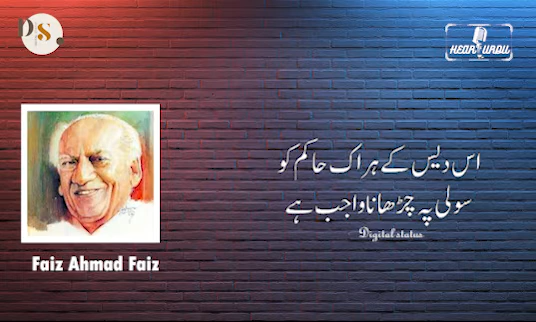 DS.
HEAR URDU
اس دیس کے ہر اک حاکم کو
سولی پہ چڑھانا واجب ہے
Digital status
Faiz Ahmad Faiz